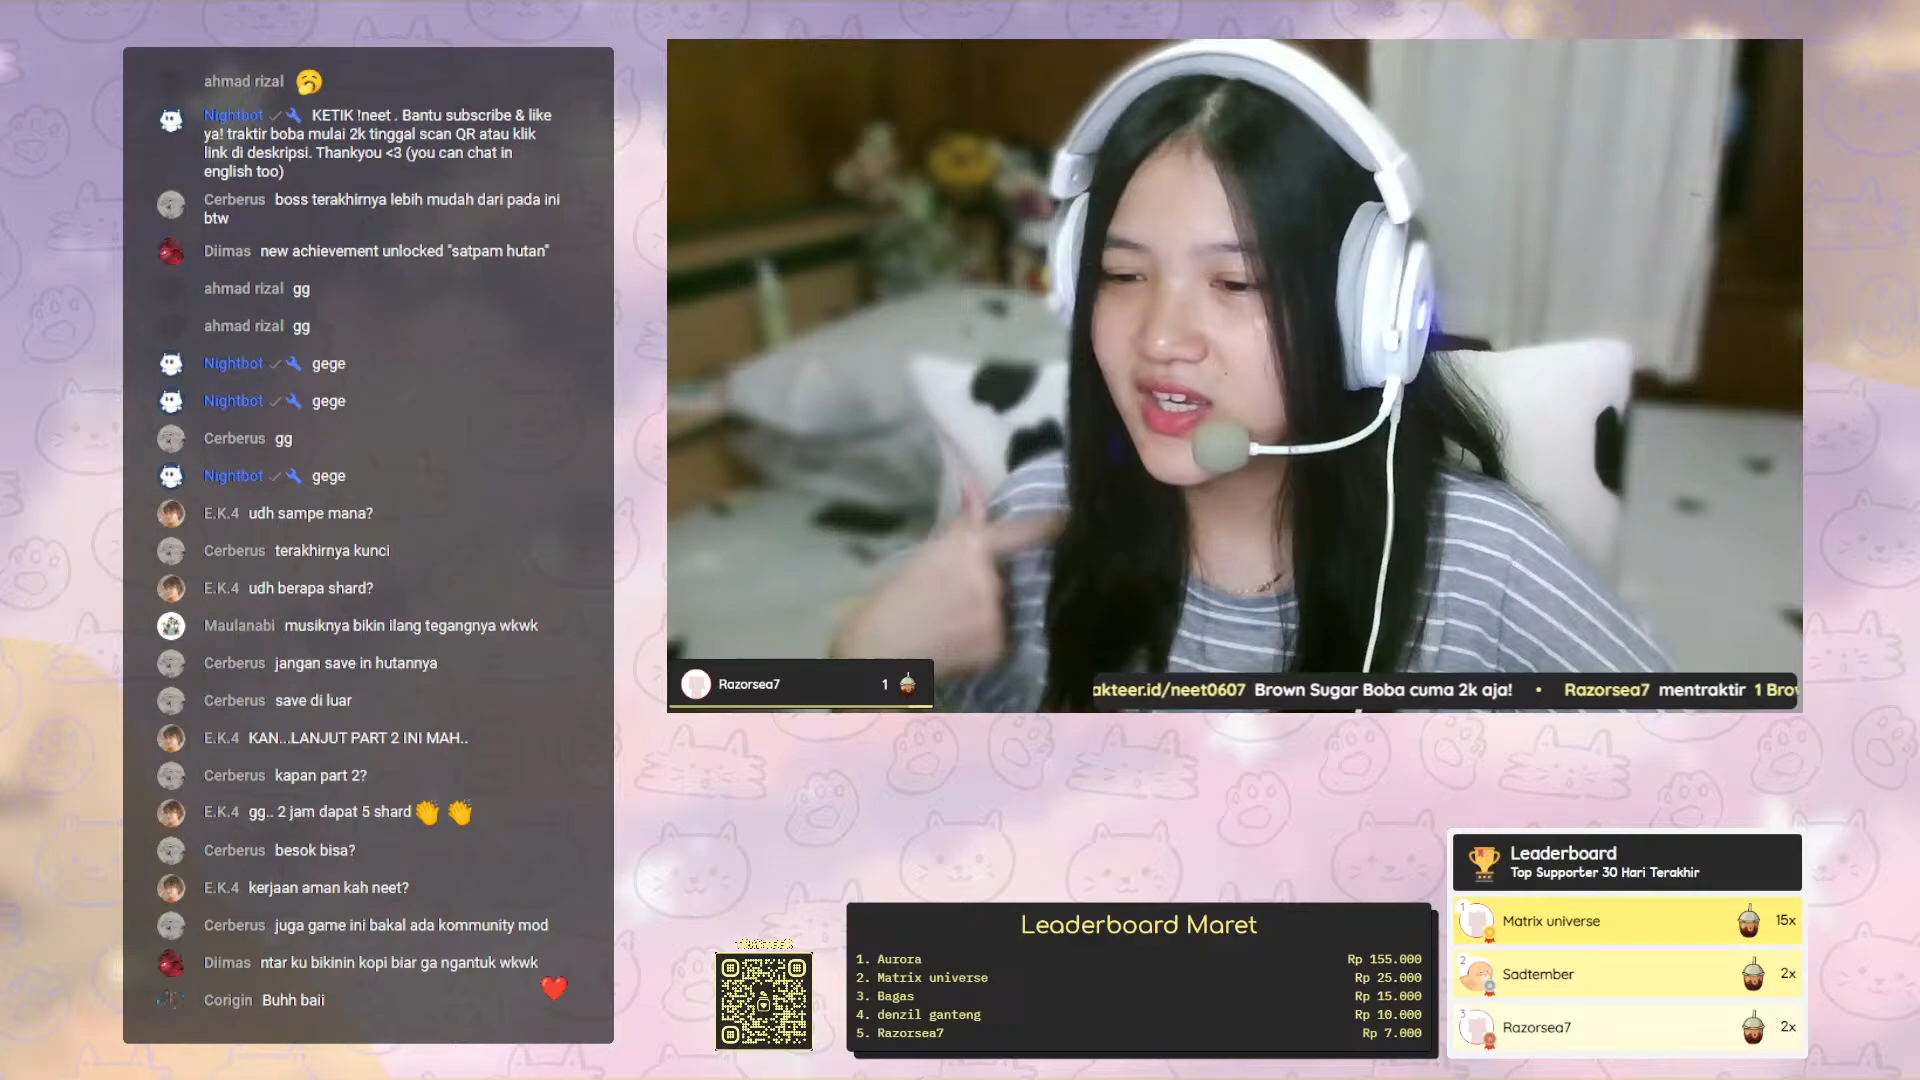 ahmad rizal
Nightbot KETIK !neet . Bantu subscribe & like
ya! traktir boba mulai 2k tinggal scan QR atau klik
link di deskripsi. Thankyou <3 (you can chat in
english too)
Cerberus boss terakhirnya lebih mudah dari pada ini
btw
Diimas new achievement unlocked "satpam hutan"
ahmad rizal gg
ahmad rizal gg
Nightbot gege
Nightbot gege
Cerberus gg
Nightbot gege
E.K.4 udh sampe mana?
Cerberus terakhirnya kunci
E.K.4 udh berapa shard?
Maulanabi musiknya bikin ilang tegangnya wkwk
Cerberus jangan save in hutannya
Cerberus save di luar
E.K.4 KAN...LANJUT PART 2 INI MAH..
Cerberus kapan part 2?
E.K.4 gg.. 2 jam dapat 5 shard
Cerberus besok bisa?
E.K.4 kerjaan aman kah neet?
Cerberus juga game ini bakal ada kommunity mod
Diimas ntar ku bikinin kopi biar ga ngantuk wkwk
Corigin Buhh baii
Razorsea7 1
akteer.id/neet0607 Brown Sugar Boba cuma 2k aja! • Razorsea7 mentraktir 1 Brow
Leaderboard Maret
1. Aurora Rp 155.000
2. Matrix universe Rp 25.000
3. Bagas Rp 15.000
4. denzil ganteng Rp 10.000
5. Razorsea7 Rp 7.000
Leaderboard
Top Supporter 30 Hari Terakhir
1 Matrix universe 15x
2 Sadtember 2x
3 Razorsea7 2x